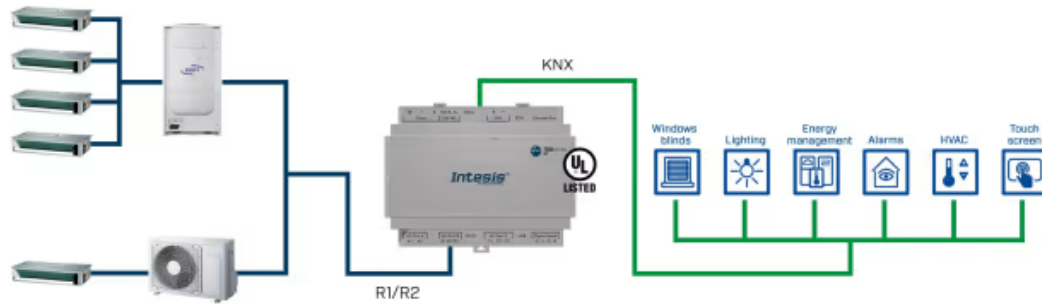 KNX
Intesis
UL
LISTED
R1/R2
Windows
blinds
Lighting
Energy
management
Alarms
HVAC
Touch
screen